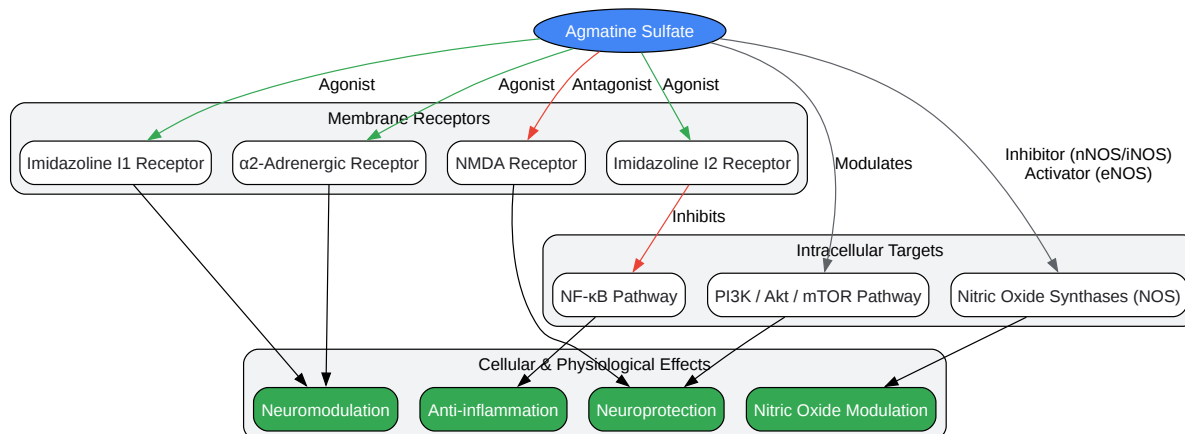 Agmatine Sulfate
Agonist
Agonist
Antagonist
Agonist
Membrane Receptors
Imidazoline I1 Receptor
α2-Adrenergic Receptor
NMDA Receptor
Imidazoline I2 Receptor
Modulates
Inhibitor (nNOS/iNOS)
Activator (eNOS)
Inhibits
Intracellular Targets
NF-κB Pathway
PI3K / Akt / mTOR Pathway
Nitric Oxide Synthases (NOS)
Cellular & Physiological Effects
Neuromodulation
Anti-inflammation
Neuroprotection
Nitric Oxide Modulation